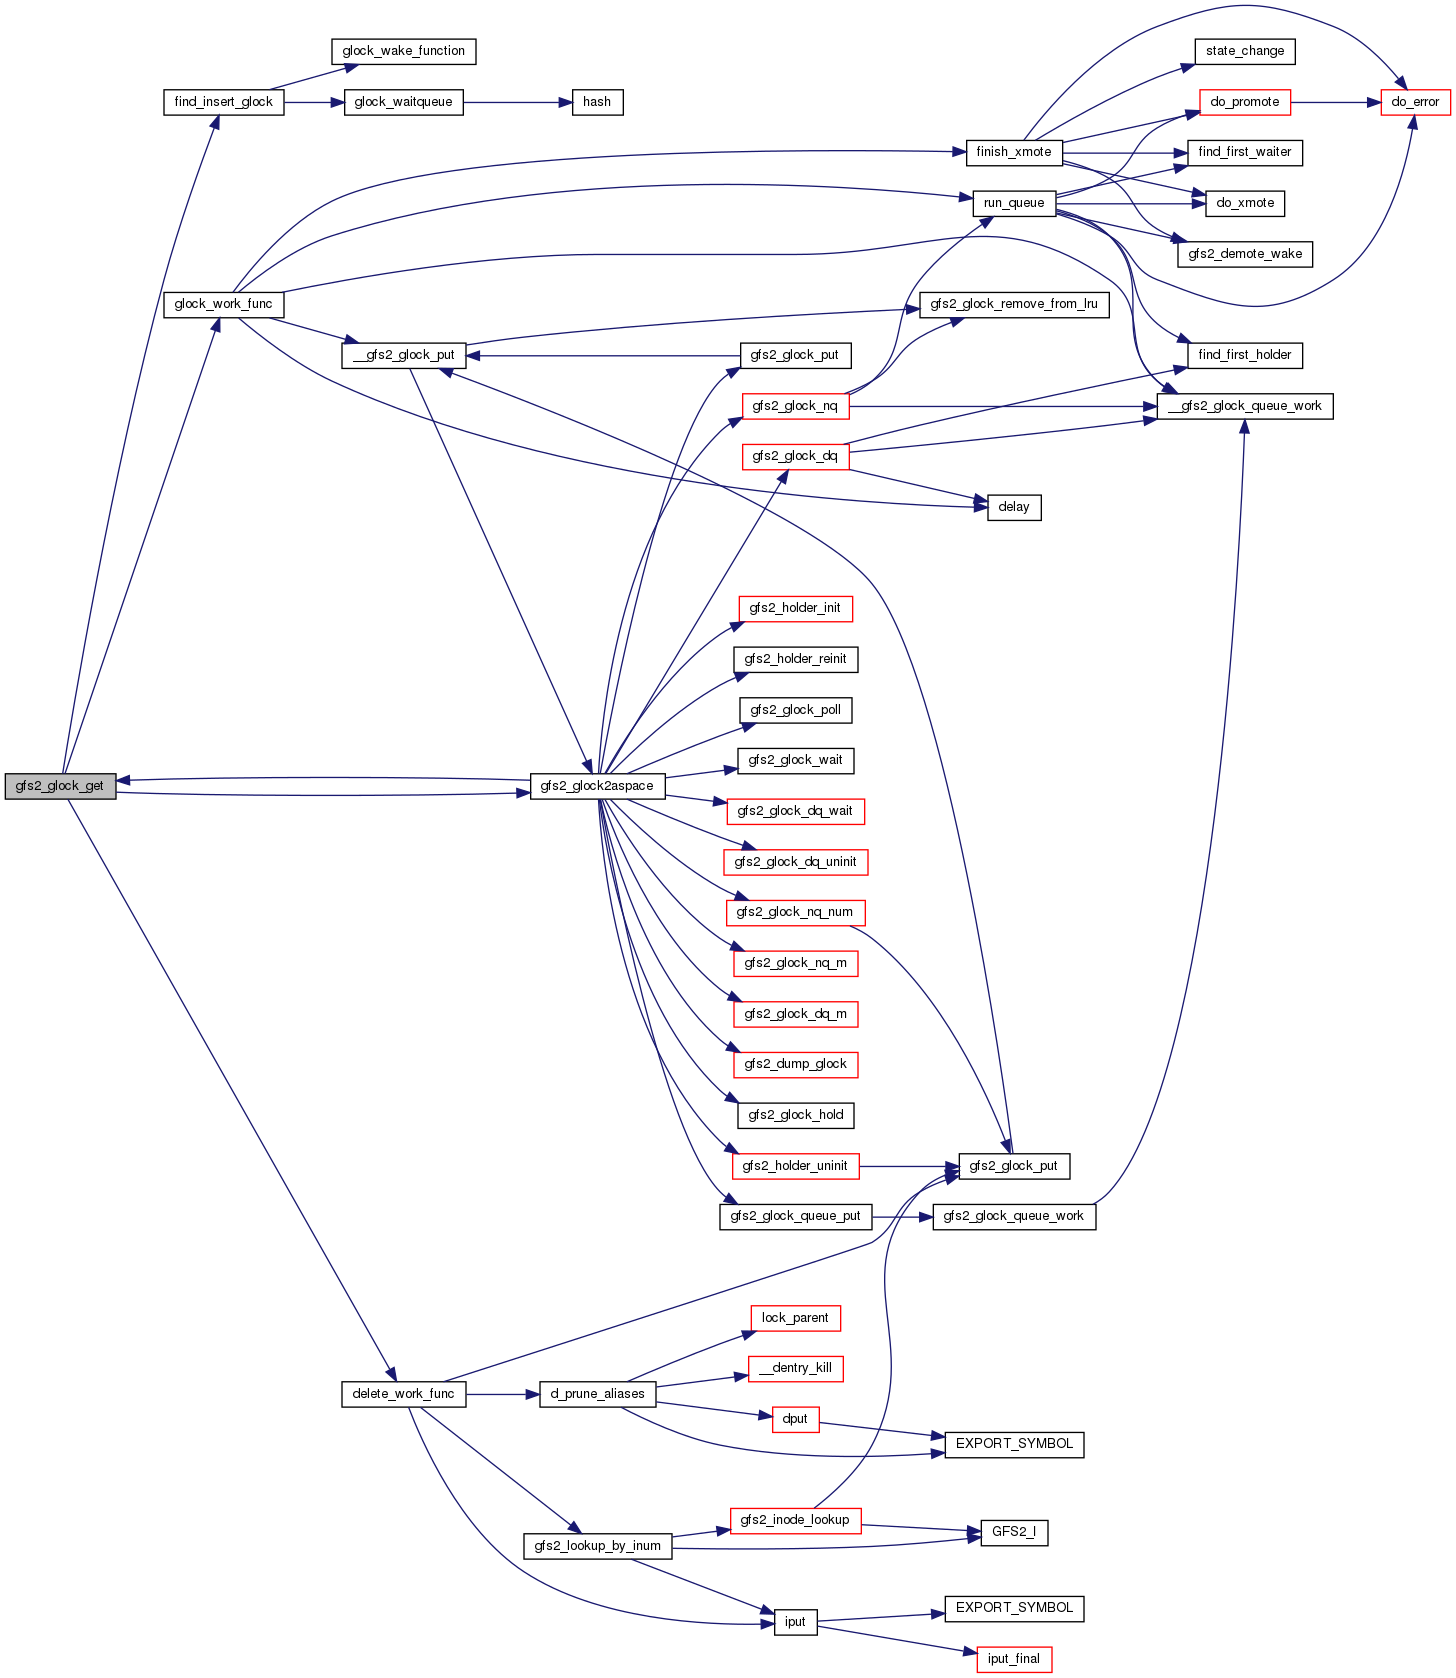 glock_wake_function
state_change
find_insert_glock
glock_waitqueue
hash
do_promote
do_error
finish_xmote
find_first_waiter
run_queue
do_xmote
gfs2_demote_wake
glock_work_func
gfs2_glock_remove_from_lru
__gfs2_glock_put
gfs2_glock_put
find_first_holder
gfs2_glock_nq
__gfs2_glock_queue_work
gfs2_glock_dq
delay
gfs2_holder_init
gfs2_holder_reinit
gfs2_glock_poll
gfs2_glock_wait
gfs2_glock_get
gfs2_glock2aspace
gfs2_glock_dq_wait
gfs2_glock_dq_uninit
gfs2_glock_nq_num
gfs2_glock_nq_m
gfs2_glock_dq_m
gfs2_dump_glock
gfs2_glock_hold
gfs2_holder_uninit
gfs2_glock_put
gfs2_glock_queue_put
gfs2_glock_queue_work
lock_parent
__dentry_kill
delete_work_func
d_prune_aliases
dput
EXPORT_SYMBOL
gfs2_inode_lookup
GFS2_I
gfs2_lookup_by_inum
EXPORT_SYMBOL
iput
iput_final